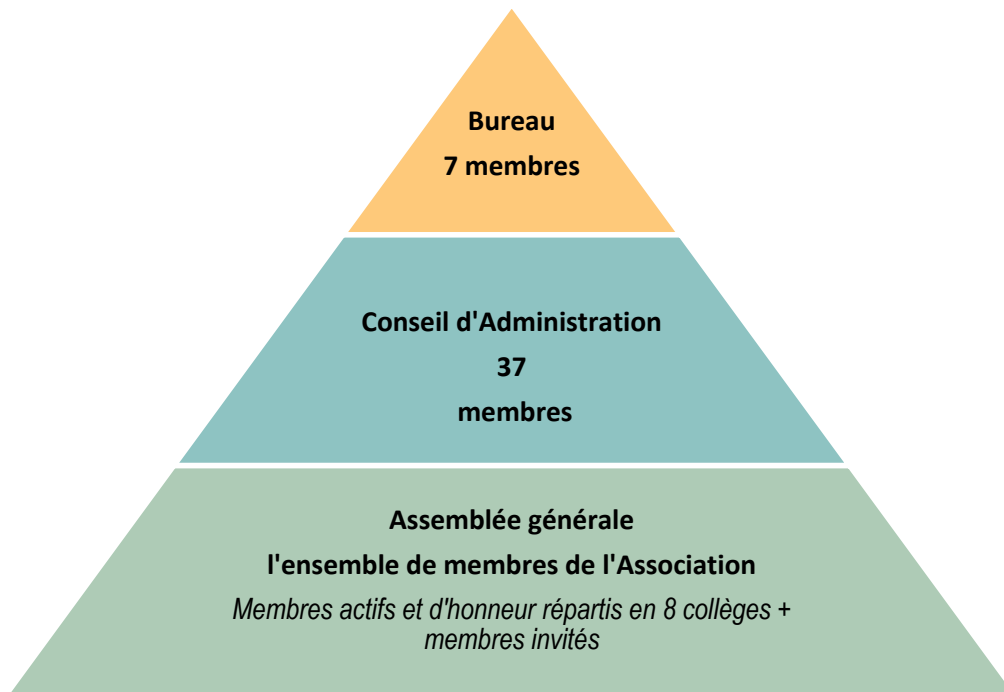 Bureau
7 membres
Conseil d'Administration
37
membres
Assemblée générale
l'ensemble de membres de l'Association
Membres actifs et d'honneur répartis en 8 collèges +
membres invités